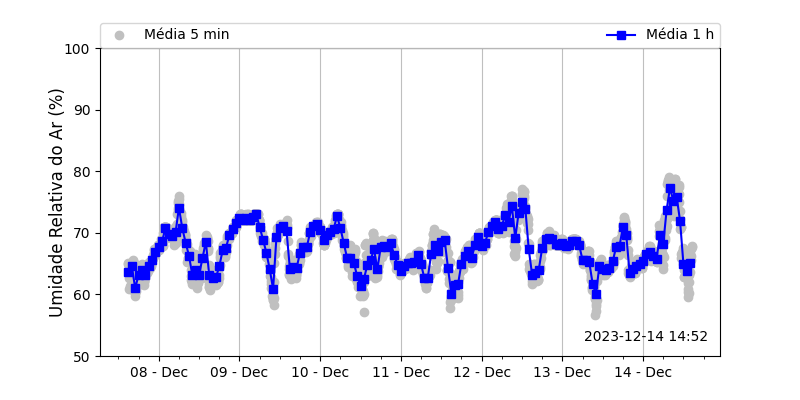 Média 5 min Média 1 h
Umidade Relativa do Ar (%)
100
90
80
70
60
50
2023-12-14 14:52
08 - Dec 09 - Dec 10 - Dec 11 - Dec 12 - Dec 13 - Dec 14 - Dec